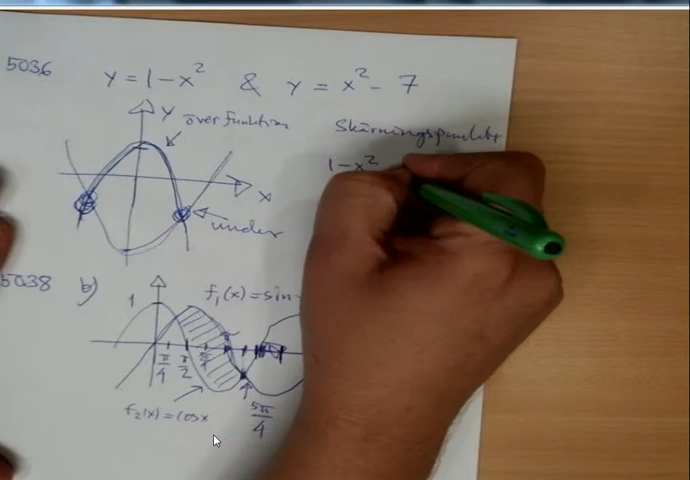 5036 y = 1 - x² & y = x² - 7
y över funktion
Skärningspunkter
1 - x²
x
under
5038 b) f₁(x) = sin
1
π/4 π/2
f₂(x) = cosx
5π/4